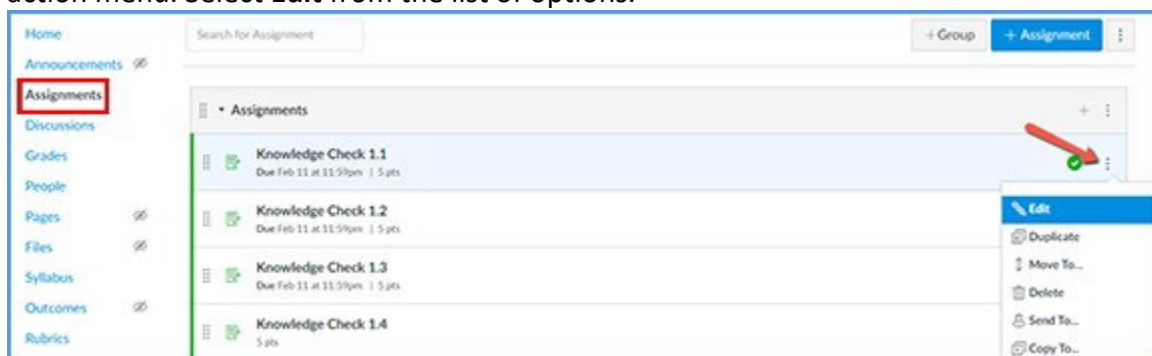 action menu. Select Edit from the list of options.
Home
Search for Assignment
+ Group
+ Assignment
Announcements
Assignments
Assignments
Discussions
Grades
Knowledge Check 1.1
Due Feb 11 at 11:59pm | 5 pts
People
Pages
Knowledge Check 1.2
Due Feb 11 at 11:59pm | 5 pts
Edit
Duplicate
Files
Move To...
Syllabus
Knowledge Check 1.3
Due Feb 11 at 11:59pm | 5 pts
Delete
Outcomes
Send To...
Rubrics
Knowledge Check 1.4
5 pts
Copy To...